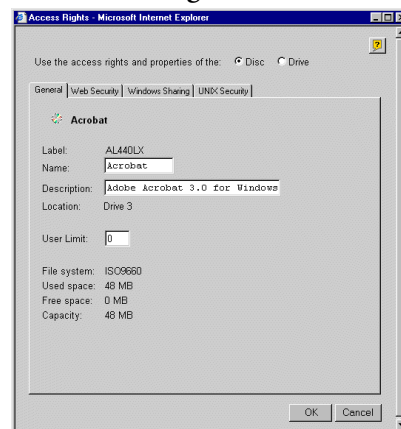 Access Rights - Microsoft Internet Explorer
?
Use the access rights and properties of the: Disc Drive
General Web Security Windows Sharing UNIX Security
Acrobat
Label: AL440LX
Name: Acrobat
Description: Adobe Acrobat 3.0 for Windows
Location: Drive 3
User Limit: 0
File system: ISO9660
Used space: 48 MB
Free space: 0 MB
Capacity: 48 MB
OK Cancel